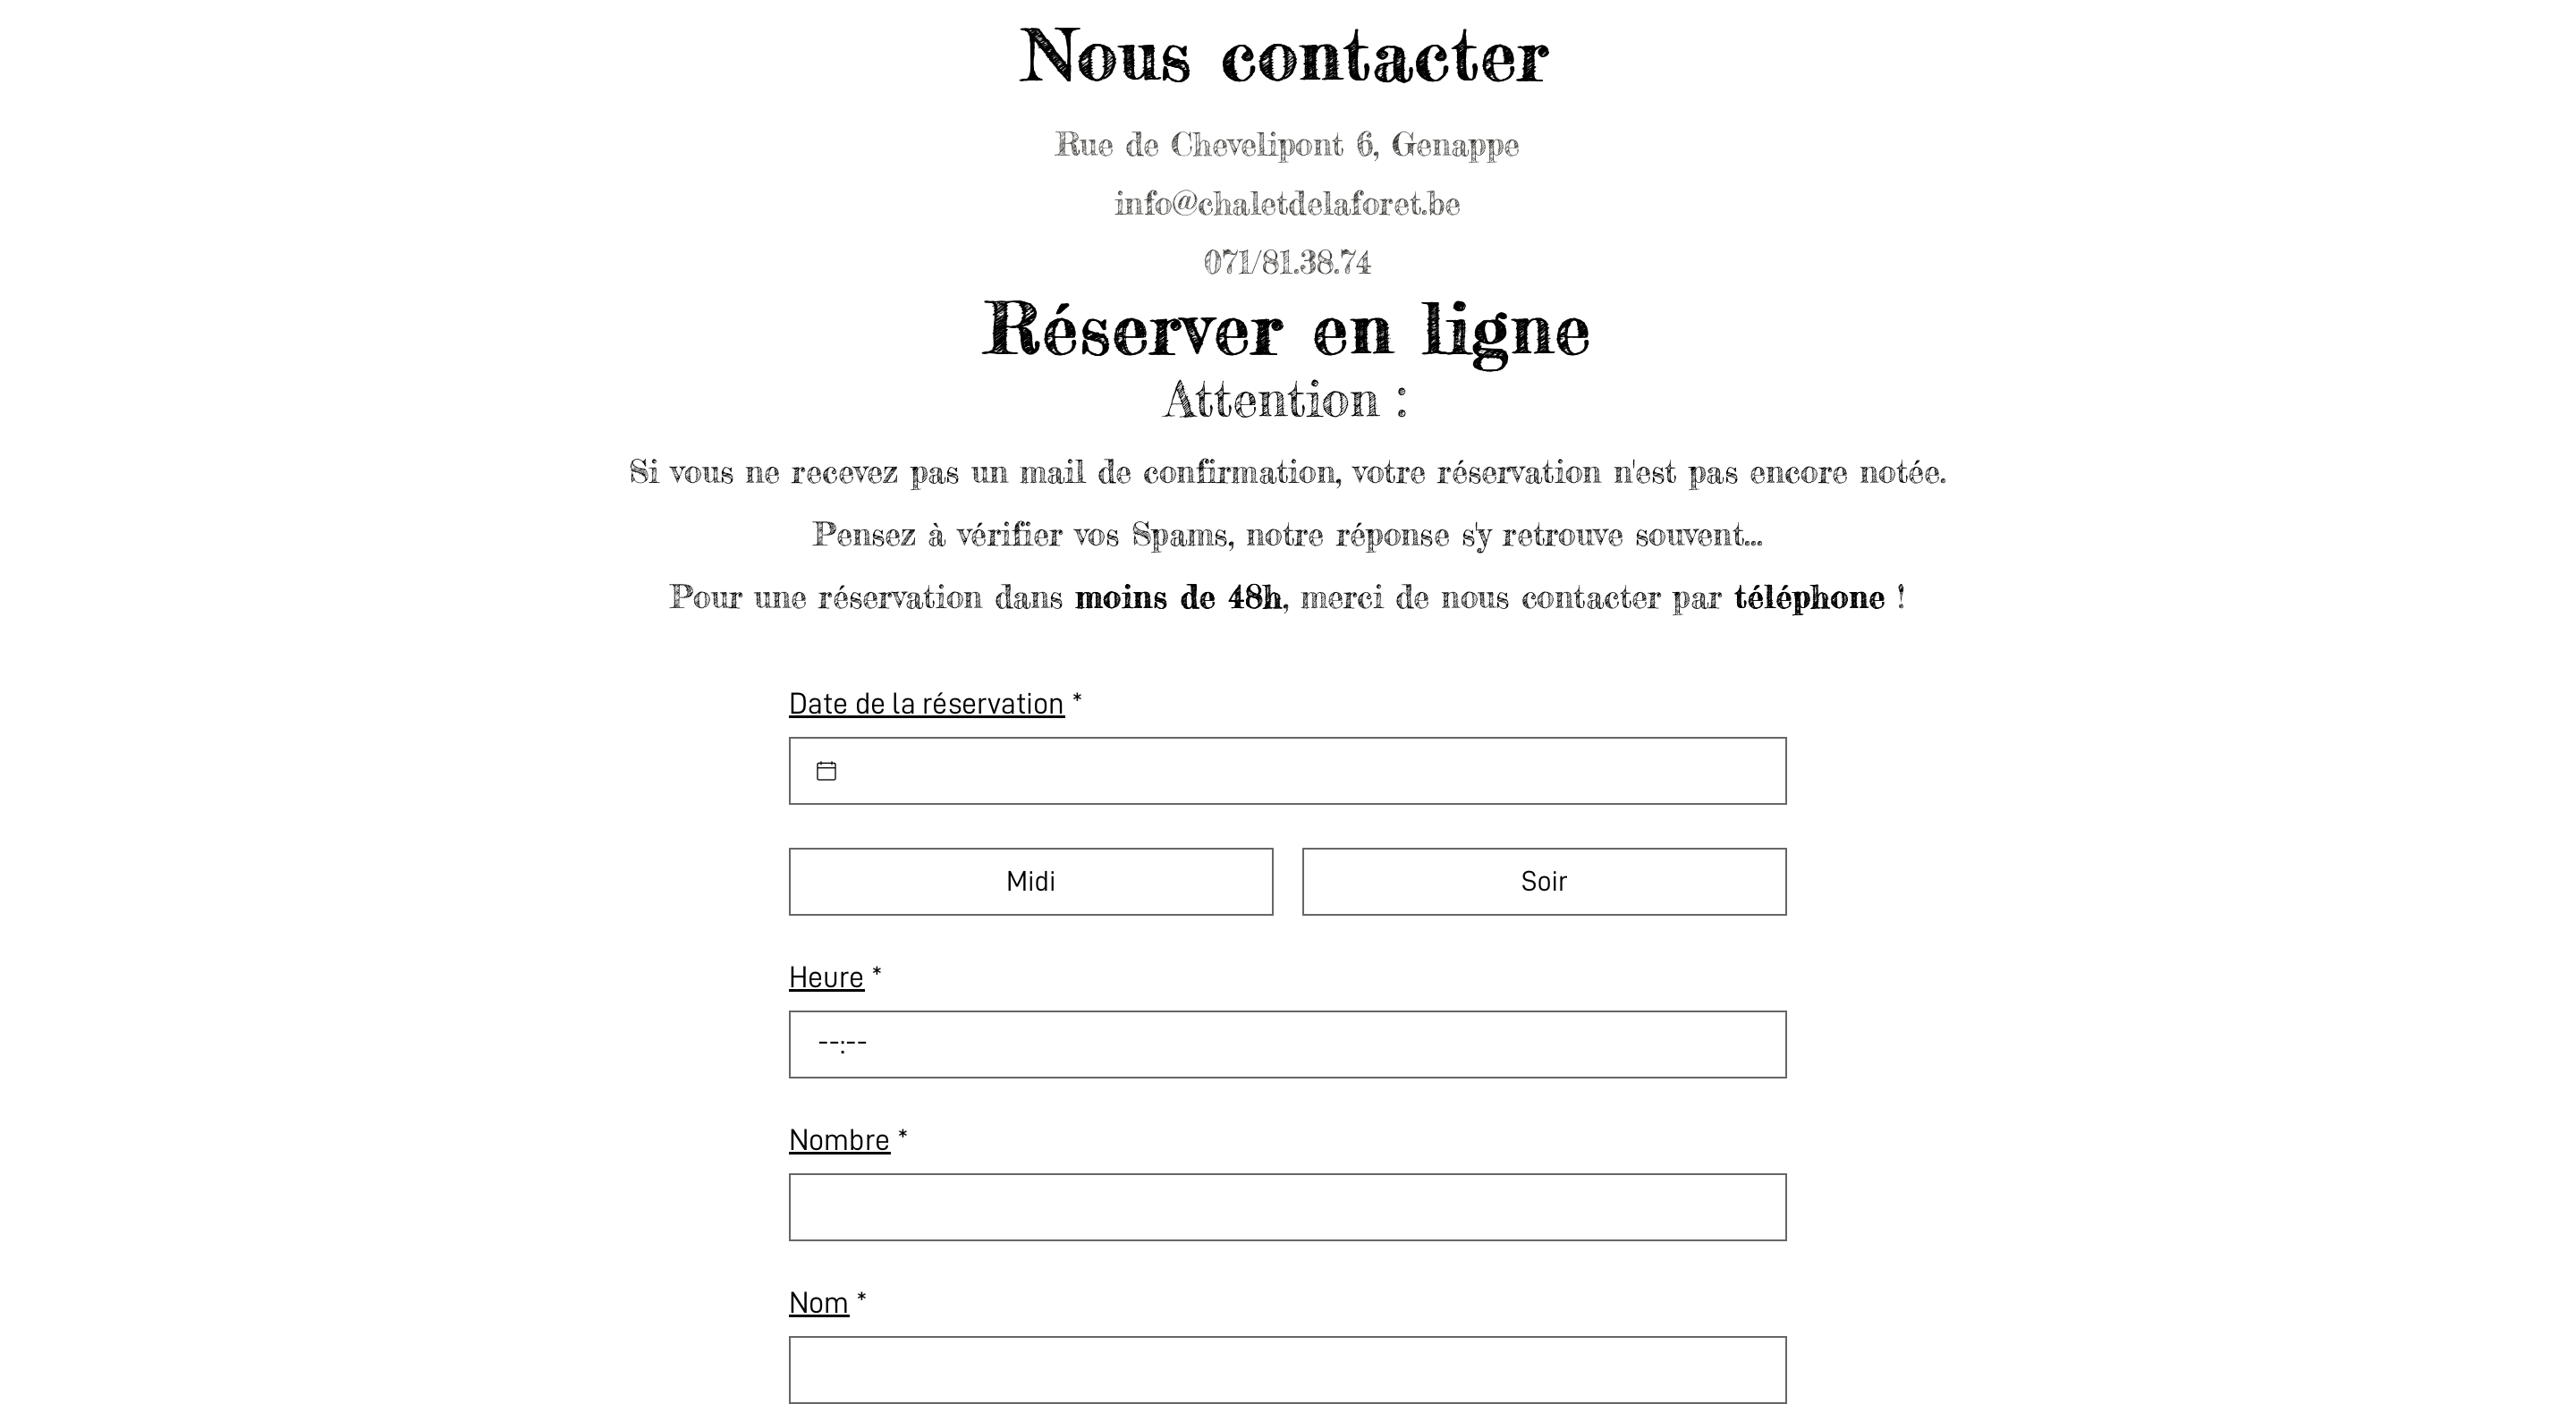 Nous contacter
Rue de Chevelipont 6, Genappe
info@chaletdelaforet.be
071/81.38.74
Réserver en ligne
Attention :
Si vous ne recevez pas un mail de confirmation, votre réservation n'est pas encore notée.
Pensez à vérifier vos Spams, notre réponse s'y retrouve souvent...
Pour une réservation dans moins de 48h, merci de nous contacter par téléphone !
Date de la réservation *
Midi Soir
Heure *
--:--
Nombre *
Nom *